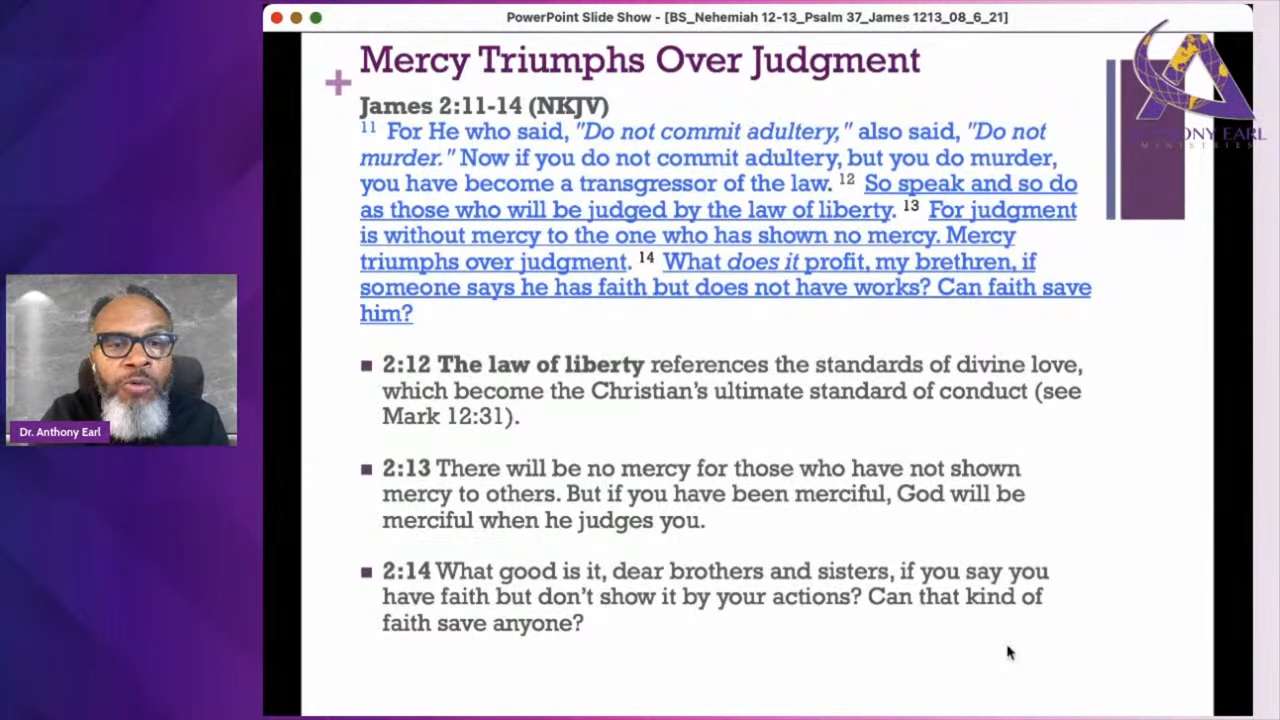 PowerPoint Slide Show - [BS_Nehemiah 12-13_Psalm 37_James 1213_08_6_21]
Mercy Triumphs Over Judgment
+
James 2:11-14 (NKJV)
11 For He who said, "Do not commit adultery," also said, "Do not
murder." Now if you do not commit adultery, but you do murder,
you have become a transgressor of the law. 12 So speak and so do
as those who will be judged by the law of liberty. 13 For judgment
is without mercy to the one who has shown no mercy. Mercy
triumphs over judgment. 14 What does it profit, my brethren, if
someone says he has faith but does not have works? Can faith save
him?
■ 2:12 The law of liberty references the standards of divine love,
which become the Christian's ultimate standard of conduct (see
Mark 12:31).
■ 2:13 There will be no mercy for those who have not shown
mercy to others. But if you have been merciful, God will be
merciful when he judges you.
■ 2:14 What good is it, dear brothers and sisters, if you say you
have faith but don't show it by your actions? Can that kind of
faith save anyone?
Dr. Anthony Earl
ANTHONY EARL
MINISTRIES